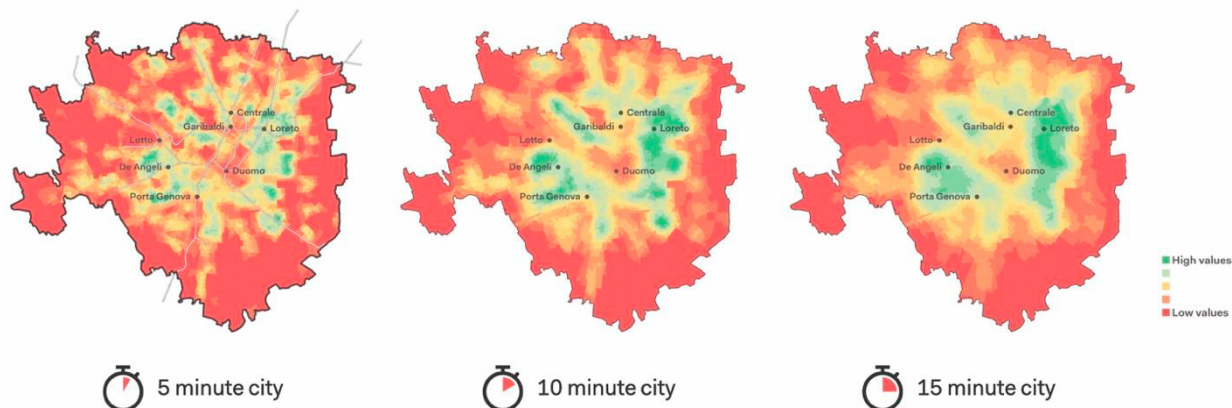 Centrale
Garibaldi
Loreto
Lotto
De Angeli
Duomo
Porta Genova
5 minute city
Centrale
Garibaldi
Loreto
Lotto
De Angeli
Duomo
Porta Genova
10 minute city
Centrale
Garibaldi
Loreto
Lotto
De Angeli
Duomo
Porta Genova
15 minute city
High values
Low values